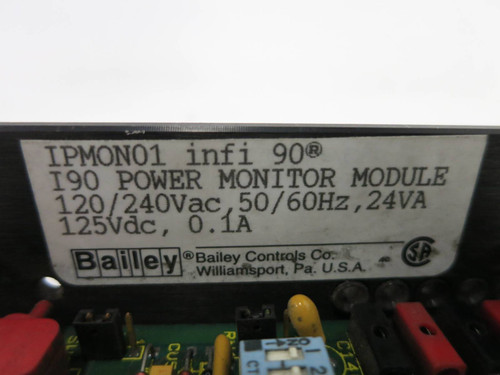 IPMON01 infi 90®
I90 POWER MONITOR MODULE
120/240Vac, 50/60Hz, 24VA
125Vdc, 0.1A
Bailey® Bailey Controls Co.
Williamsport, Pa. U.S.A.